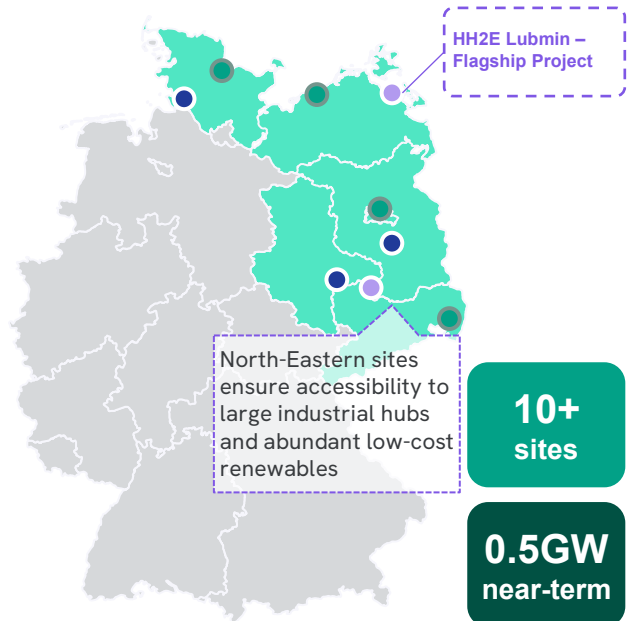 HH2E Lubmin –
Flagship Project
North-Eastern sites
ensure accessibility to
large industrial hubs
and abundant low-cost
renewables
10+
sites
0.5GW
near-term